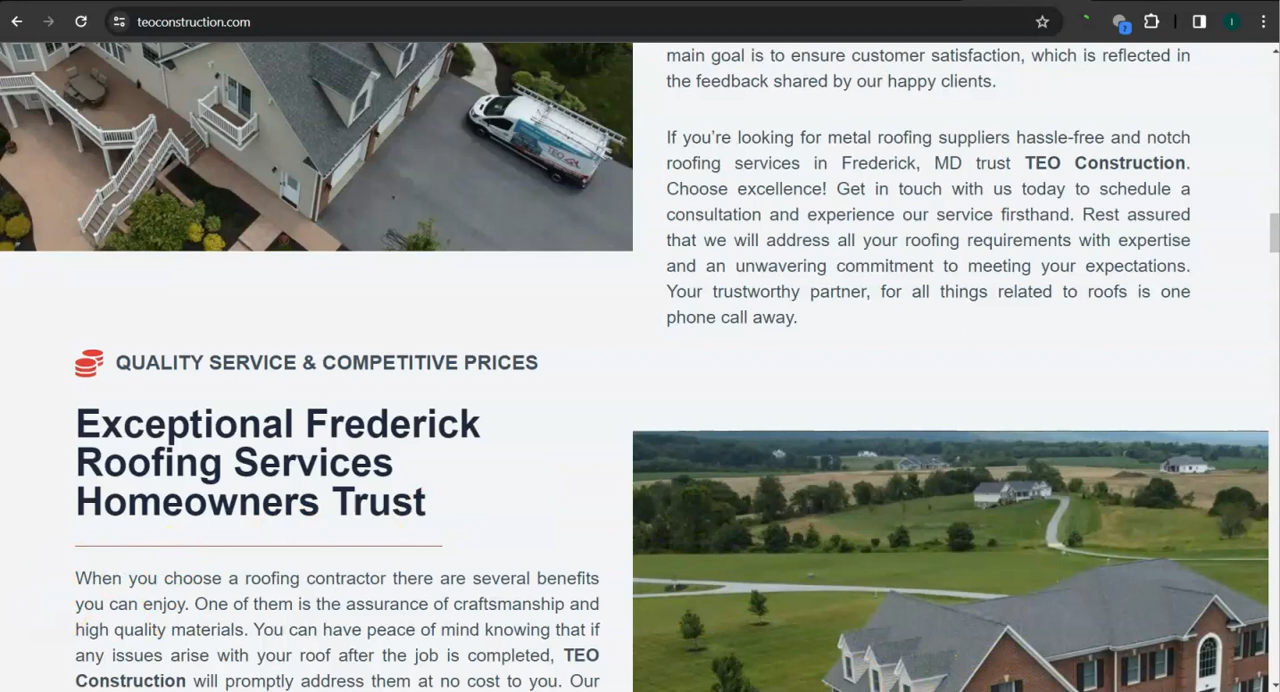 teoconstruction.com
main goal is to ensure customer satisfaction, which is reflected in
the feedback shared by our happy clients.
If you're looking for metal roofing suppliers hassle-free and notch
roofing services in Frederick, MD trust TEO Construction.
Choose excellence! Get in touch with us today to schedule a
consultation and experience our service firsthand. Rest assured
that we will address all your roofing requirements with expertise
and an unwavering commitment to meeting your expectations.
Your trustworthy partner, for all things related to roofs is one
phone call away.
QUALITY SERVICE & COMPETITIVE PRICES
Exceptional Frederick
Roofing Services
Homeowners Trust
When you choose a roofing contractor there are several benefits
you can enjoy. One of them is the assurance of craftsmanship and
high quality materials. You can have peace of mind knowing that if
any issues arise with your roof after the job is completed, TEO
Construction will promptly address them at no cost to you. Our